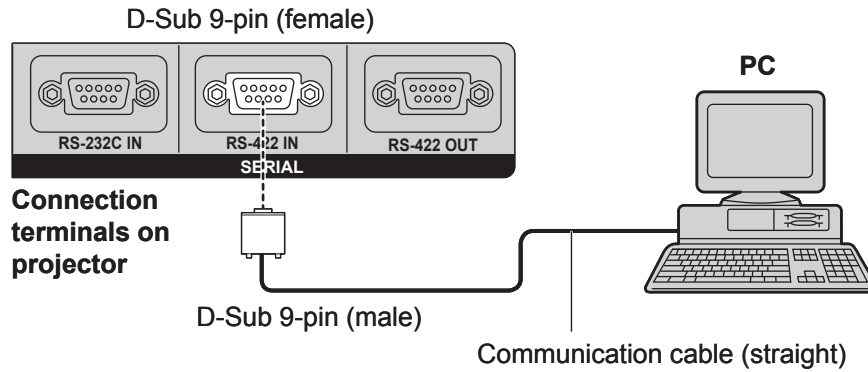 D-Sub 9-pin (female)
PC
RS-232C IN
RS-422 IN
RS-422 OUT
SERIAL
Connection
terminals on
projector
D-Sub 9-pin (male)
Communication cable (straight)